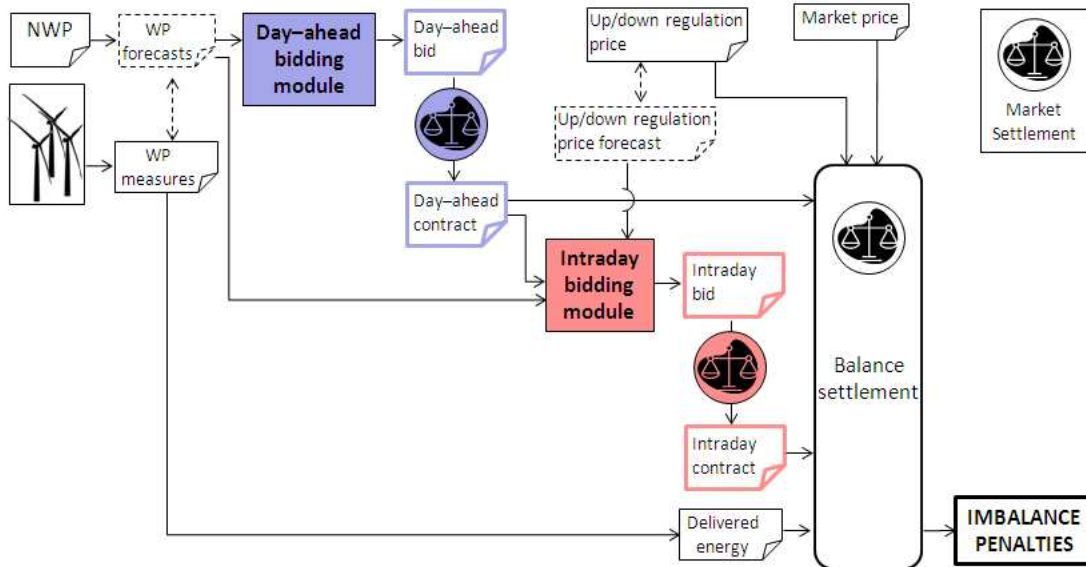 NWP
WP
forecasts
Day–ahead
bidding
module
Day–ahead
bid
Up/down regulation
price
Market price
Market
Settlement
WP
measures
Up/down regulation
price forecast
Day–ahead
contract
Intraday
bidding
module
Intraday
bid
Balance
settlement
Intraday
contract
Delivered
energy
IMBALANCE
PENALTIES